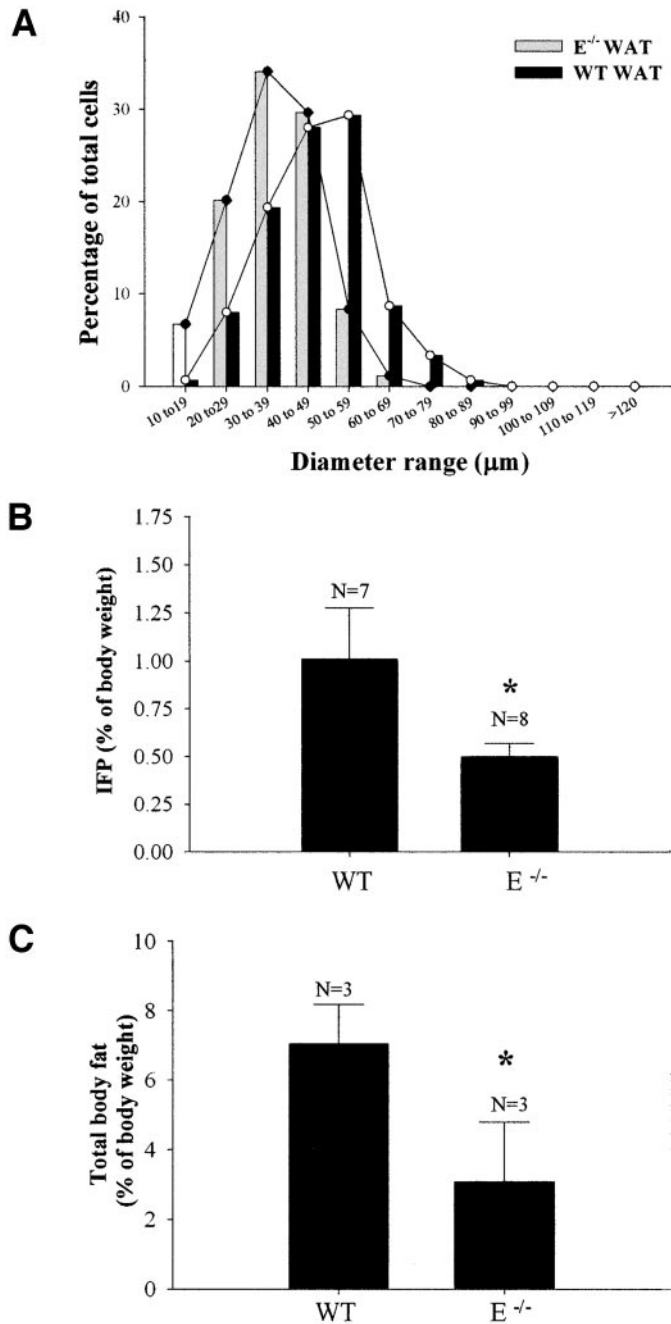 A
40
30
20
10
0
Percentage of total cells
E-/- WAT
WT WAT
10 to19
20 to29
30 to 39
40 to 49
50 to 59
60 to 69
70 to 79
80 to 89
90 to 99
100 to 109
110 to 119
>120
Diameter range (μm)
B
1.75
1.50
1.25
1.00
0.75
0.50
0.25
0.00
IFP (% of body weight)
N=7
*
N=8
WT
E -/-
C
10
8
6
4
2
0
Total body fat
(% of body weight)
N=3
*
N=3
WT
E -/-